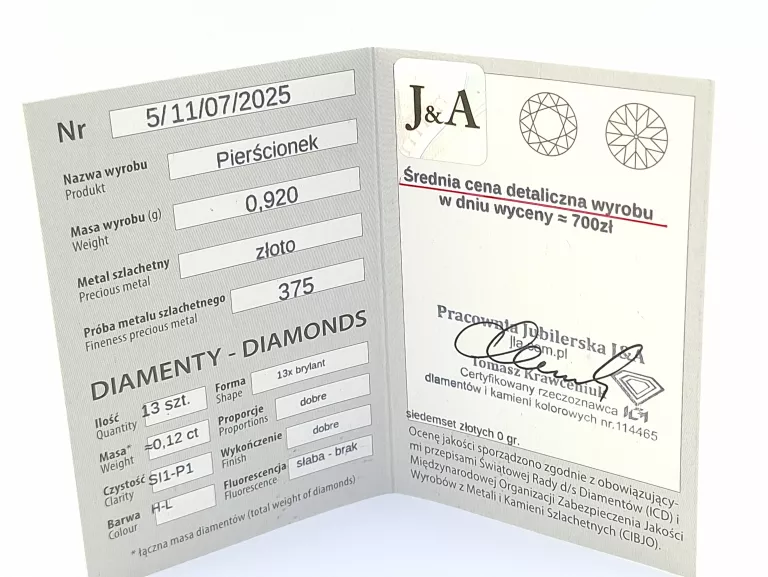 Nr 5/11/07/2025
Nazwa wyrobu
Produkt
Pierścionek
Masa wyrobu (g)
Weight
0,920
Metal szlachetny
Precious metal
złoto
Próba metalu szlachetnego
Fineness precious metal
375
DIAMENTY - DIAMONDS
Ilość
Quantity
13 szt.
Forma
Shape
13x brylant
Masa*
Weight
≈0,12 ct
Proporcje
Proportions
dobre
Czystość
Clarity
SI1-P1
Wykończenie
Finish
dobre
Barwa
Colour
H-L
Fluorescencja
Fluorescence
słaba - brak
* łączna masa diamentów (total weight of diamonds)
J&A
Średnia cena detaliczna wyrobu
w dniu wyceny ≈ 700zł
Pracownia Jubilerska J&A
Tomasz Krawceniuk
Certyfikowany rzeczoznawca
diamentów i kamieni kolorowych nr.114465
siedemset złotych 0 gr.
Ocenę jakości sporządzono zgodnie z obowiązujący-
mi przepisami Światowej Rady d/s Diamentów (ICD) i
Międzynarodowej Organizacji Zabezpieczenia Jakości
Wyrobów z Metali i Kamieni Szlachetnych (CIBJO).